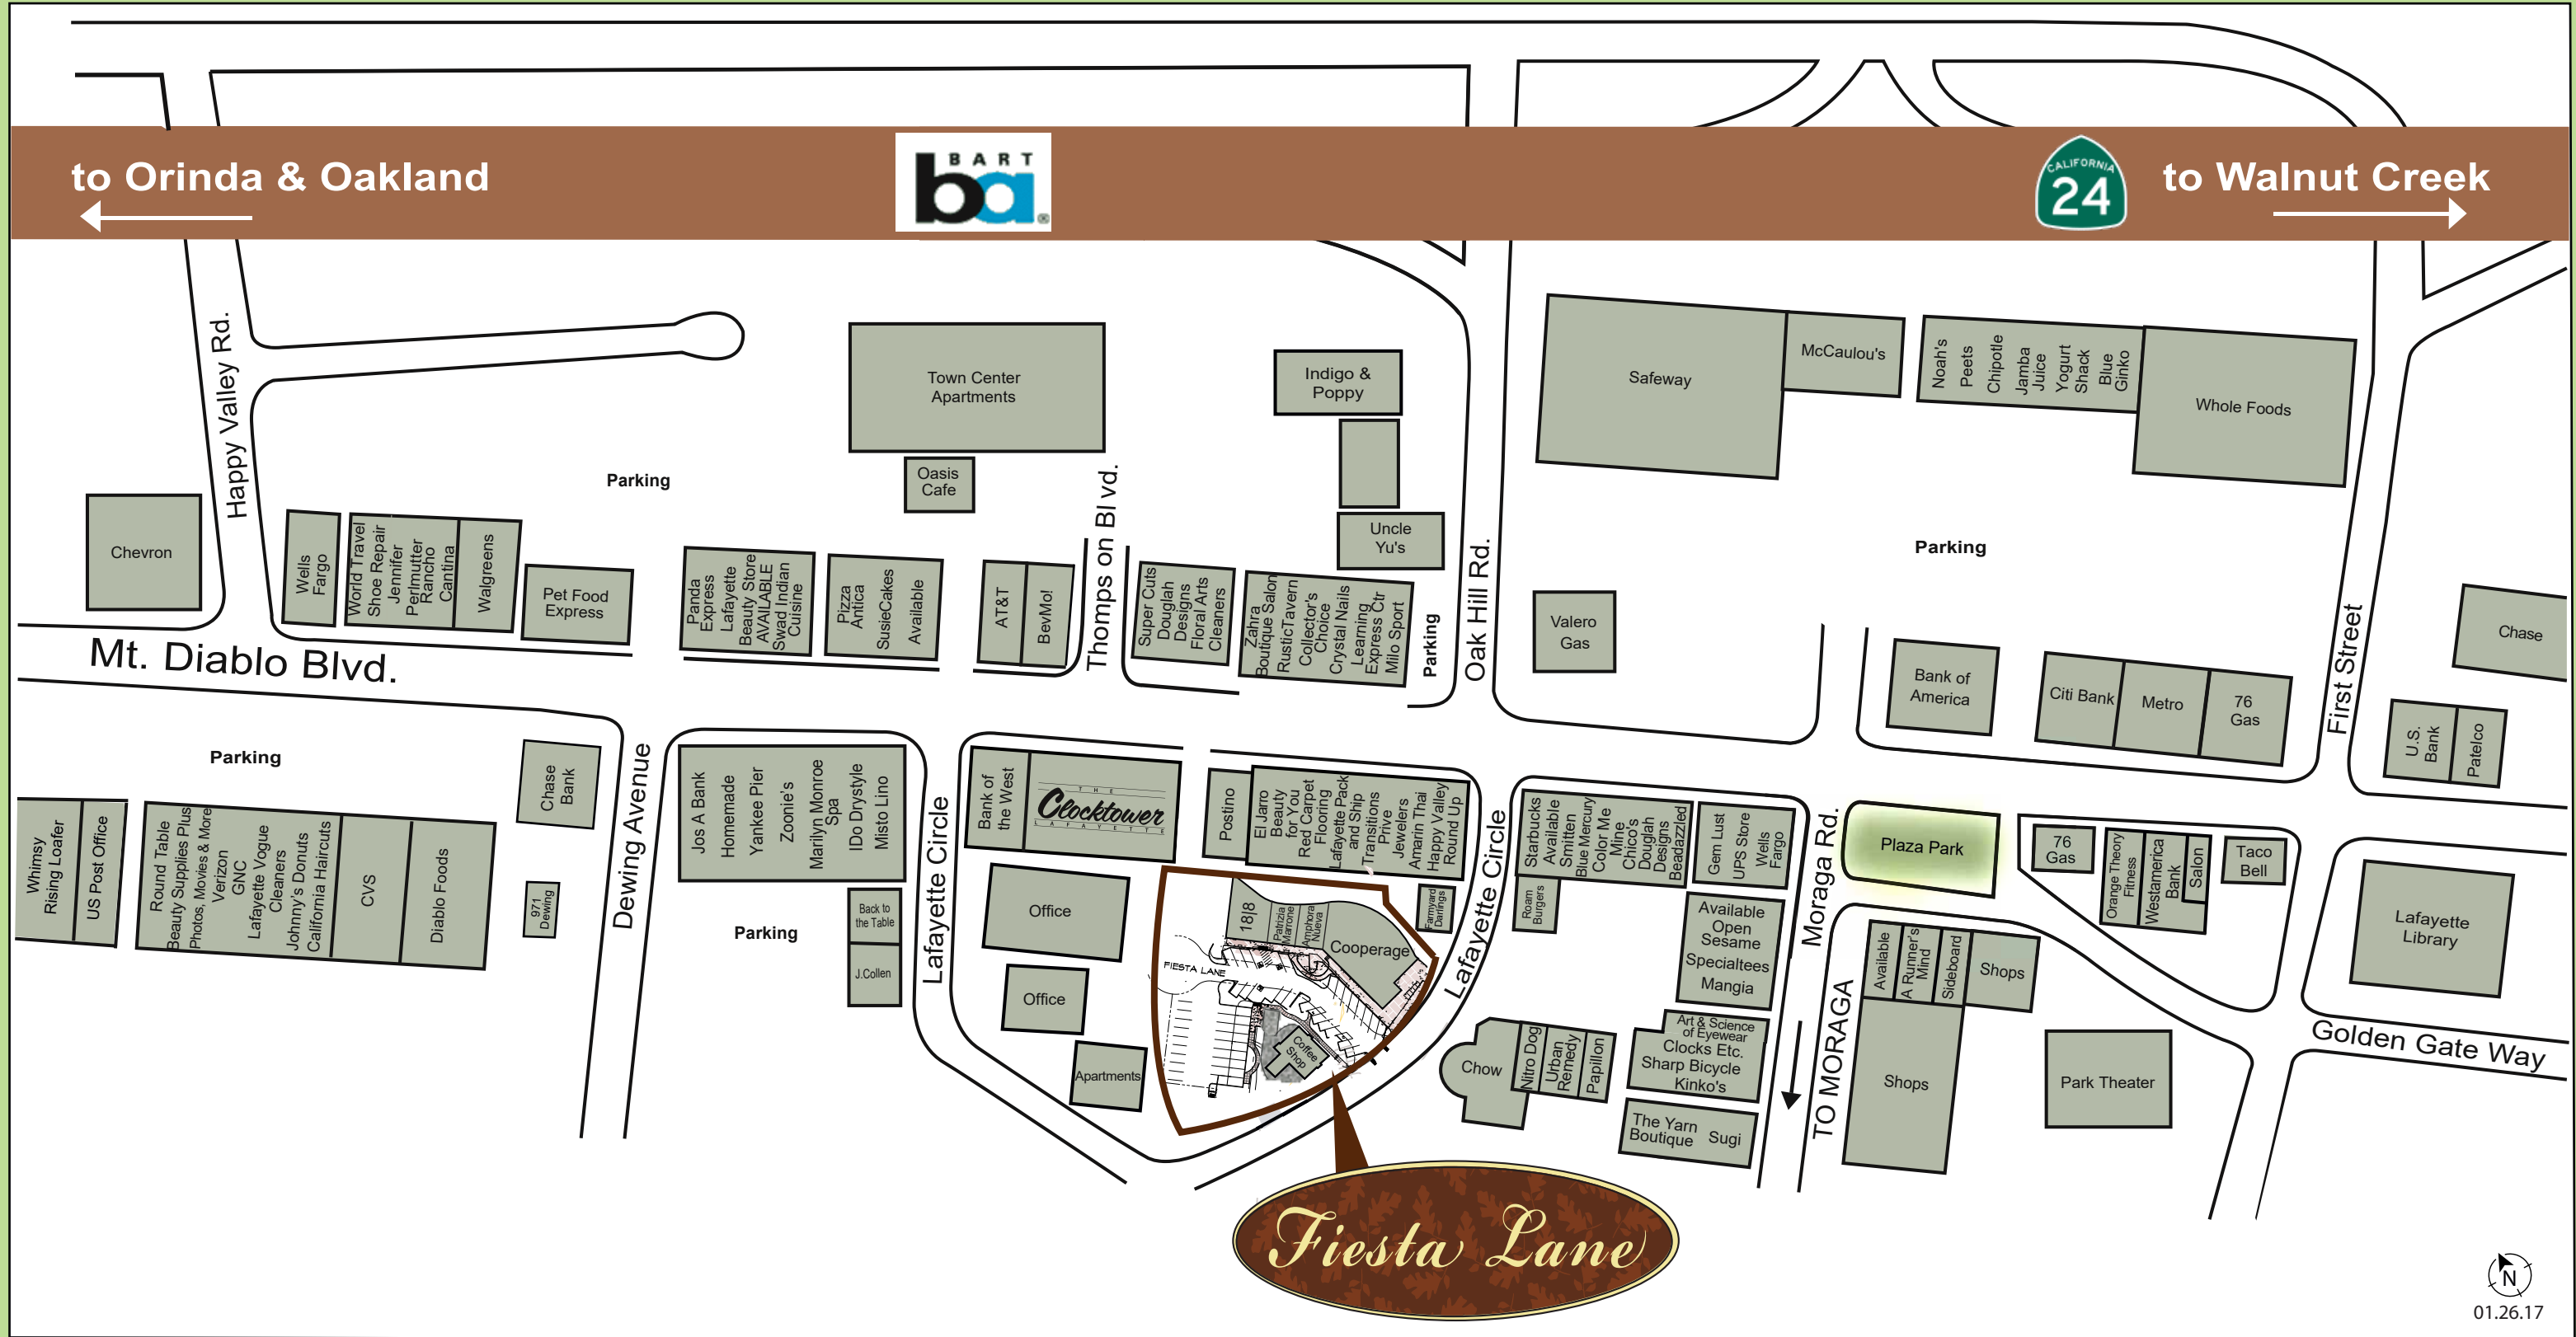 to Orinda & Oakland
BART
ba
CALIFORNIA
24
to Walnut Creek
Happy Valley Rd.
Town Center
Apartments
Indigo &
Poppy
Safeway
McCaulou's
Noah's
Peets
Chipotle
Jamba
Juice
Yogurt
Shack
Blue
Ginko
Whole Foods
Parking
Oasis
Cafe
Thomps on Bl vd.
Uncle
Yu's
Oak Hill Rd.
Parking
Chevron
Wells
Fargo
World Travel
Shoe Repair
Jennifer
Perlmutter
Rancho
Cantina
Walgreens
Pet Food
Express
Panda
Express
Lafayette
Beauty Store
AVAILABLE
Swad Indian
Cuisine
Pizza
Antica
SusieCakes
Available
AT&T
BevMo!
Super Cuts
Douglah
Designs
Floral Arts
Cleaners
Zahra
Boutique Salon
RusticTavern
Collector's
Choice
Crystal Nails
Learning
Express Ctr
Milo Sport
Parking
Valero
Gas
Bank of
America
Citi Bank
Metro
76
Gas
First Street
Chase
U.S.
Bank
Patelco
Mt. Diablo Blvd.
Parking
Chase
Bank
Dewing Avenue
Whimsy
Rising Loafer
US Post Office
Round Table
Beauty Supplies Plus
Photos, Movies & More
Verizon
GNC
Lafayette Vogue
Cleaners
Johnny's Donuts
California Haircuts
CVS
Diablo Foods
971
Dewing
Jos A Bank
Homemade
Yankee Pier
Zoonie's
Marilyn Monroe
Spa
IDo Drystyle
Misto Lino
Parking
Back to
the Table
J.Collen
Lafayette Circle
Bank of
the West
THE
Clocktower
LAFAYETTE
Office
Office
Apartments
Postino
El Jarro
Beauty
for You
Red Carpet
Flooring
Lafayette Pack
and Ship
Transitions
Prive
Jewelers
Amarin Thai
Happy Valley
Round Up
Farmyard
Darlings
18|8
Patrizia
Marrone
Amphora
Nueva
Cooperage
FIESTA LANE
Coffee
Shop
Lafayette Circle
Starbucks
Available
Smitten
Blue Mercury
Color Me
Mine
Chico's
Douglah
Designs
Beadazzled
Gem Lust
UPS Store
Wells
Fargo
Roam
Burgers
Available
Open
Sesame
Specialtees
Mangia
Chow
Nitro Dog
Urban
Remedy
Papillon
Art & Science
of Eyewear
Clocks Etc.
Sharp Bicycle
Kinko's
The Yarn
Boutique
Sugi
Moraga Rd.
TO MORAGA
Plaza Park
76
Gas
Orange Theory
Fitness
Westamerica
Bank
Salon
Taco
Bell
Available
A Runner's
Mind
Sideboard
Shops
Shops
Park Theater
Lafayette
Library
Golden Gate Way
Fiesta Lane
N
01.26.17